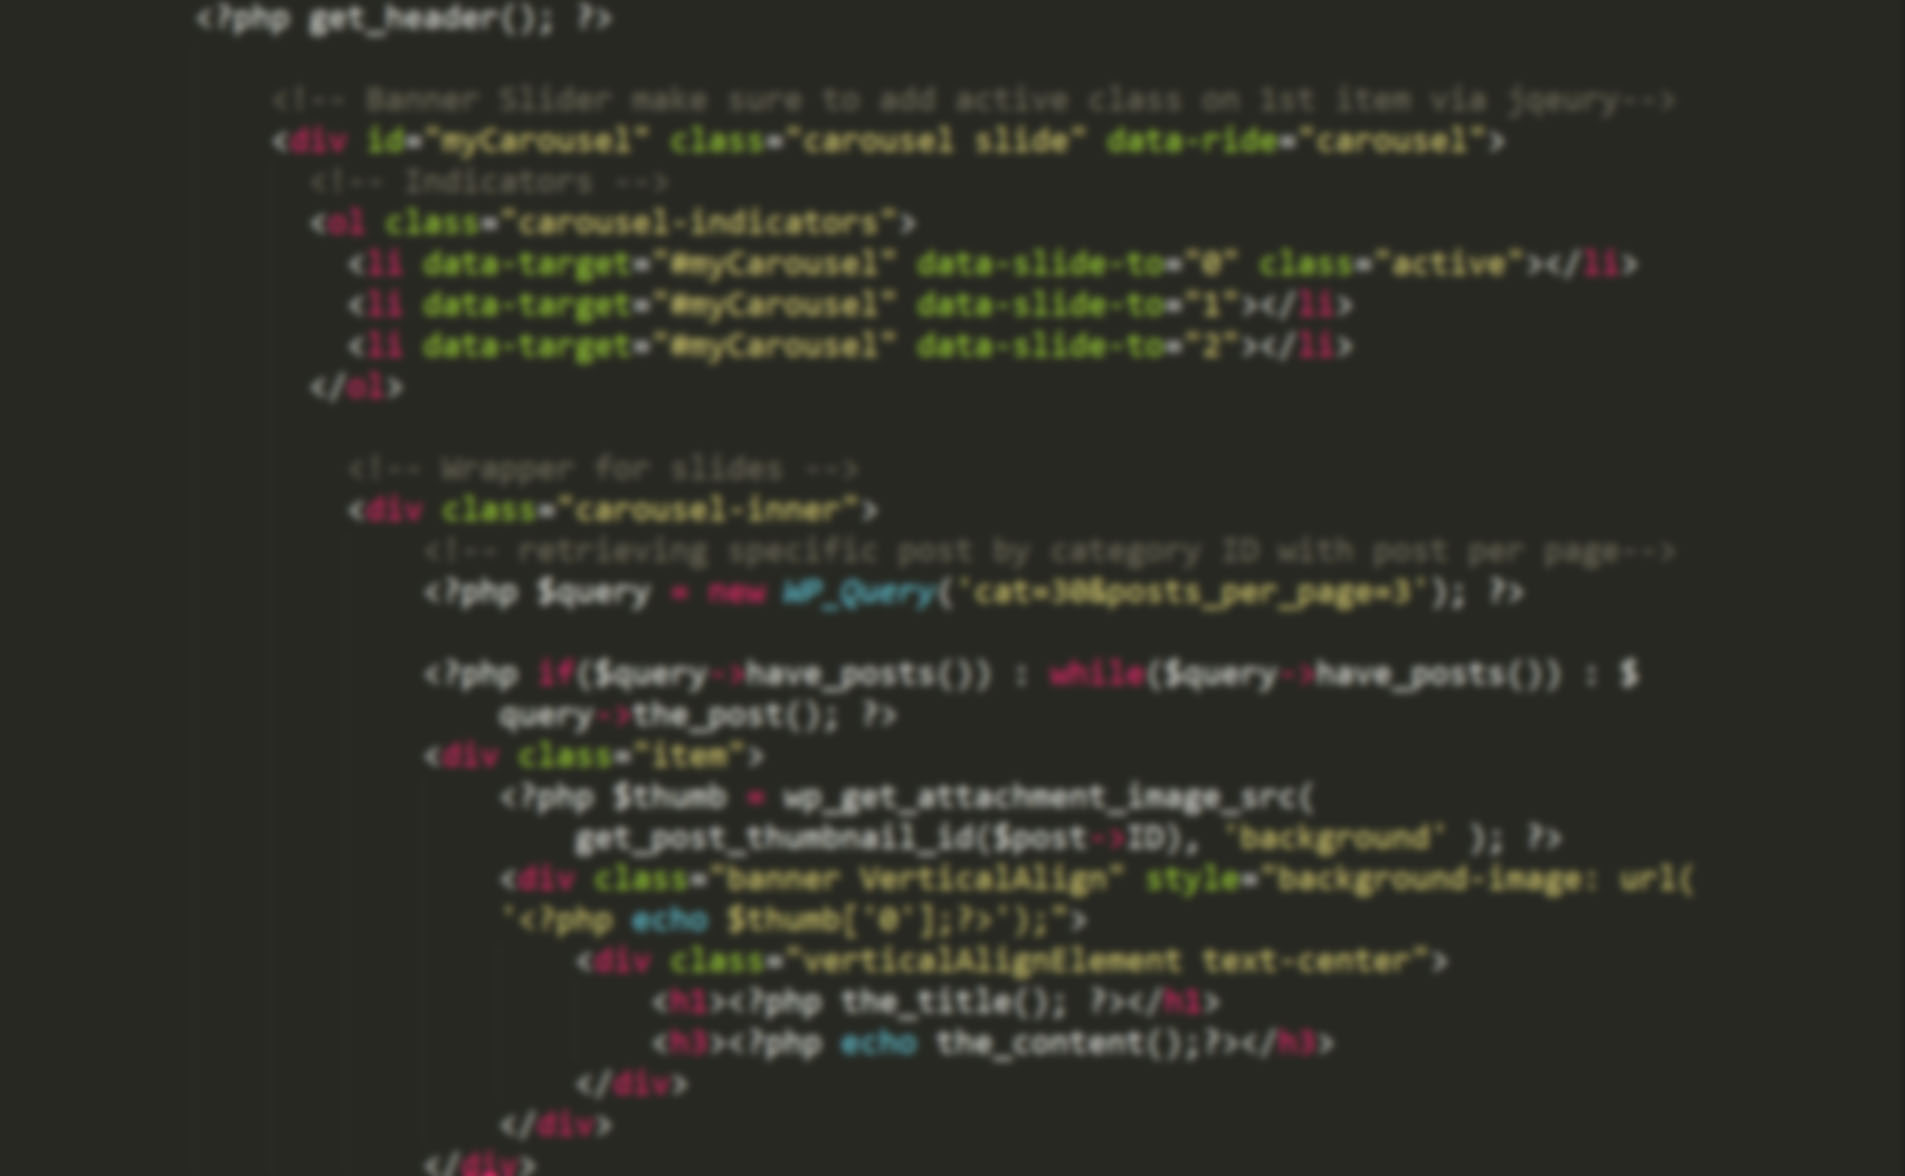 <?php get_header(); ?>
<!-- Banner Slider make sure to add active class on 1st item via jqeury-->
<div id="myCarousel" class="carousel slide" data-ride="carousel">
<!-- Indicators -->
<ol class="carousel-indicators">
<li data-target="#myCarousel" data-slide-to="0" class="active"></li>
<li data-target="#myCarousel" data-slide-to="1"></li>
<li data-target="#myCarousel" data-slide-to="2"></li>
</ol>
<!-- Wrapper for slides -->
<div class="carousel-inner">
<!-- retrieving specific post by category ID with post per page-->
<?php $query = new WP_Query('cat=30&posts_per_page=3'); ?>
<?php if($query->have_posts()) : while($query->have_posts()) : $
query->the_post(); ?>
<div class="item">
<?php $thumb = wp_get_attachment_image_src(
get_post_thumbnail_id($post->ID), 'background' ); ?>
<div class="banner VerticalAlign" style="background-image: url(
'<?php echo $thumb['0'];?>');">
<div class="verticalAlignElement text-center">
<h1><?php the_title(); ?></h1>
<h3><?php echo the_content();?></h3>
</div>
</div>
</div>